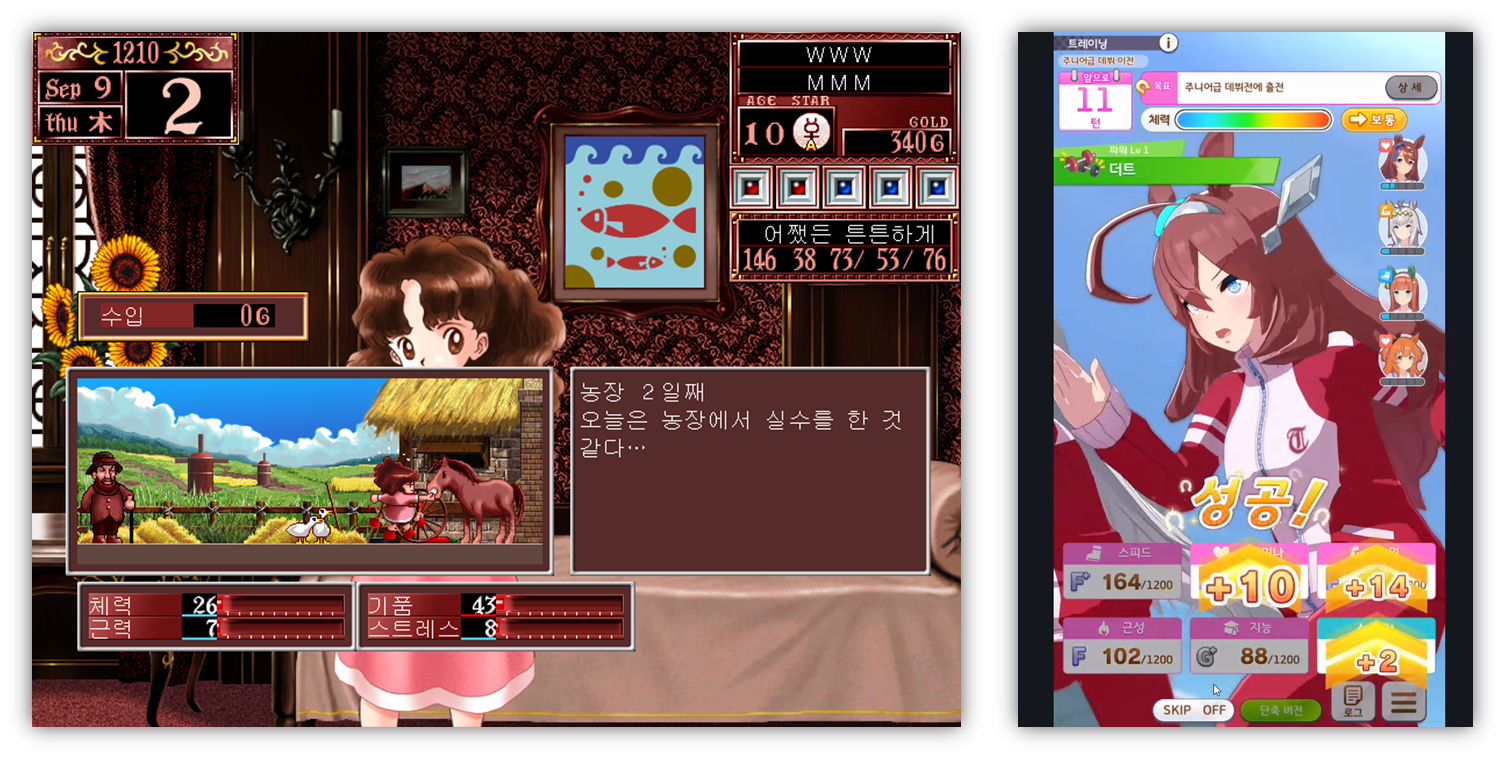 1210
Sep 9
thu 木
2
WWW
MMM
AGE STAR
10
GOLD
340G
어쨌든 튼튼하게
146 38 73/ 53/ 76
수입 0G
농장 2일째
오늘은 농장에서 실수를 한 것
같다…
체력 26
근력 7
기품 43
스트레스 8
트레이닝 i
주니어급 데뷔 이전
앞으로
11
턴
목표 주니어급 데뷔전에 출전 상세
체력 보통
파워 Lv 1
더트
성공!
스피드
F+ 164/1200
+10
+14
근성
F 102/1200
지능
G+ 88/1200
+2
SKIP OFF
단축 버전
로그